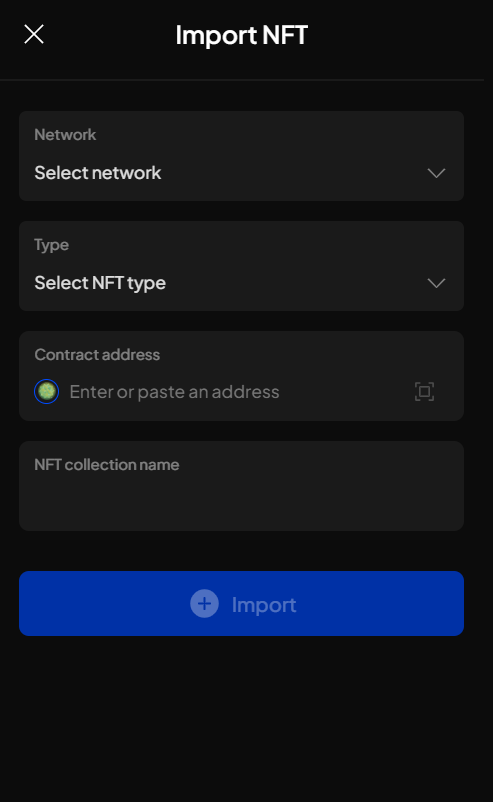 Import NFT
Network
Select network
Type
Select NFT type
Contract address
Enter or paste an address
NFT collection name
Import